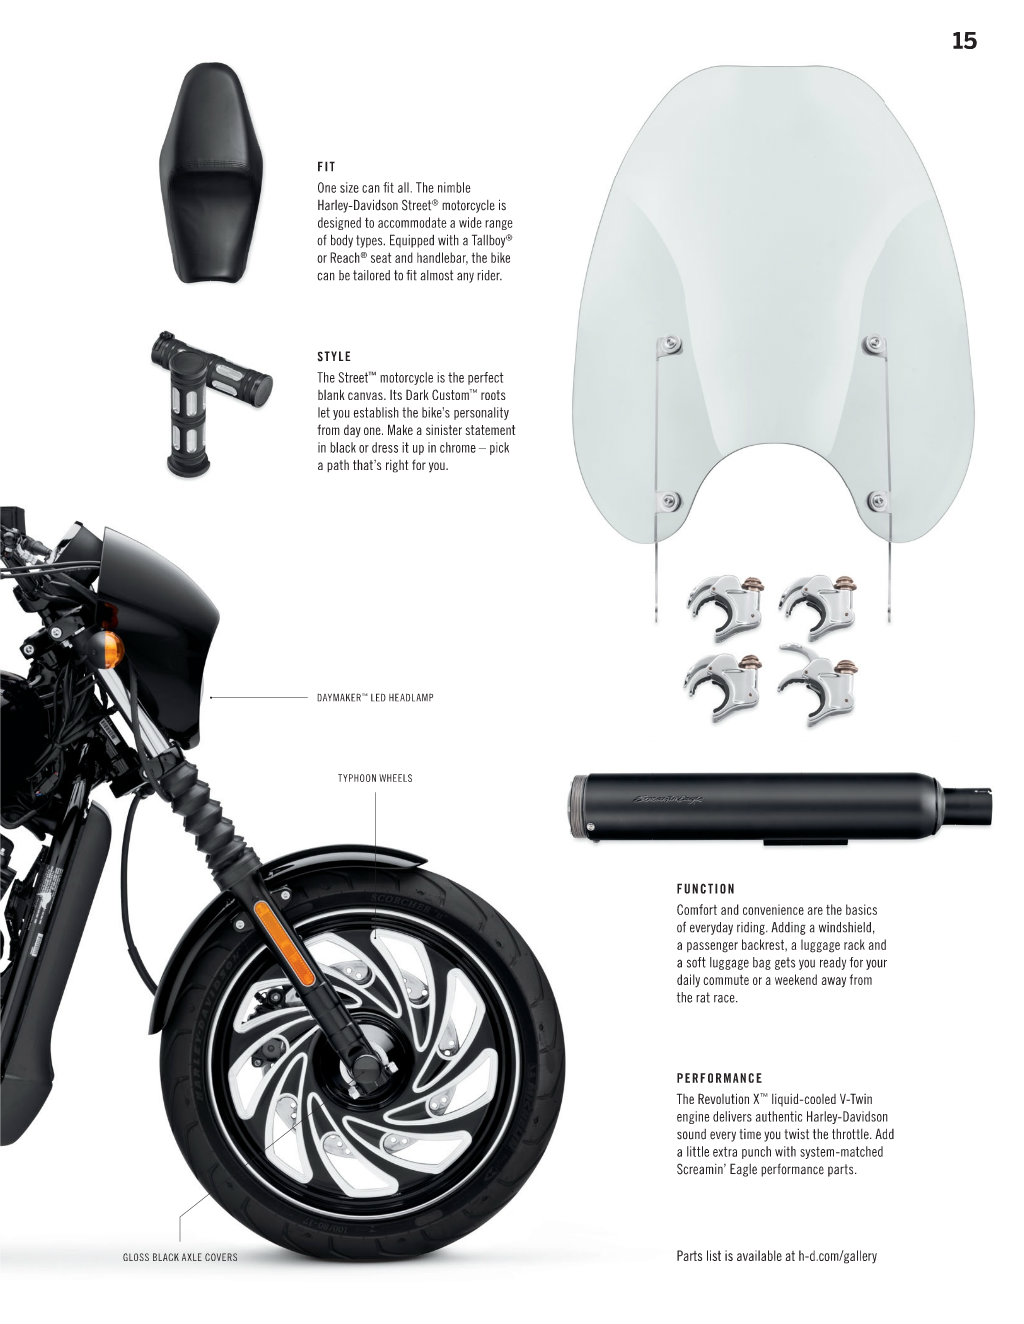 15
FIT
One size can fit all. The nimble
Harley-Davidson Street® motorcycle is
designed to accommodate a wide range
of body types. Equipped with a Tallboy®
or Reach® seat and handlebar, the bike
can be tailored to fit almost any rider.
STYLE
The Street™ motorcycle is the perfect
blank canvas. Its Dark Custom™ roots
let you establish the bike’s personality
from day one. Make a sinister statement
in black or dress it up in chrome – pick
a path that’s right for you.
DAYMAKER™ LED HEADLAMP
TYPHOON WHEELS
Screamin' Eagle
SCORCHER
HARLEY-DAVIDSON
100/80-17
GLOSS BLACK AXLE COVERS
FUNCTION
Comfort and convenience are the basics
of everyday riding. Adding a windshield,
a passenger backrest, a luggage rack and
a soft luggage bag gets you ready for your
daily commute or a weekend away from
the rat race.
PERFORMANCE
The Revolution X™ liquid-cooled V-Twin
engine delivers authentic Harley-Davidson
sound every time you twist the throttle. Add
a little extra punch with system-matched
Screamin’ Eagle performance parts.
Parts list is available at h-d.com/gallery